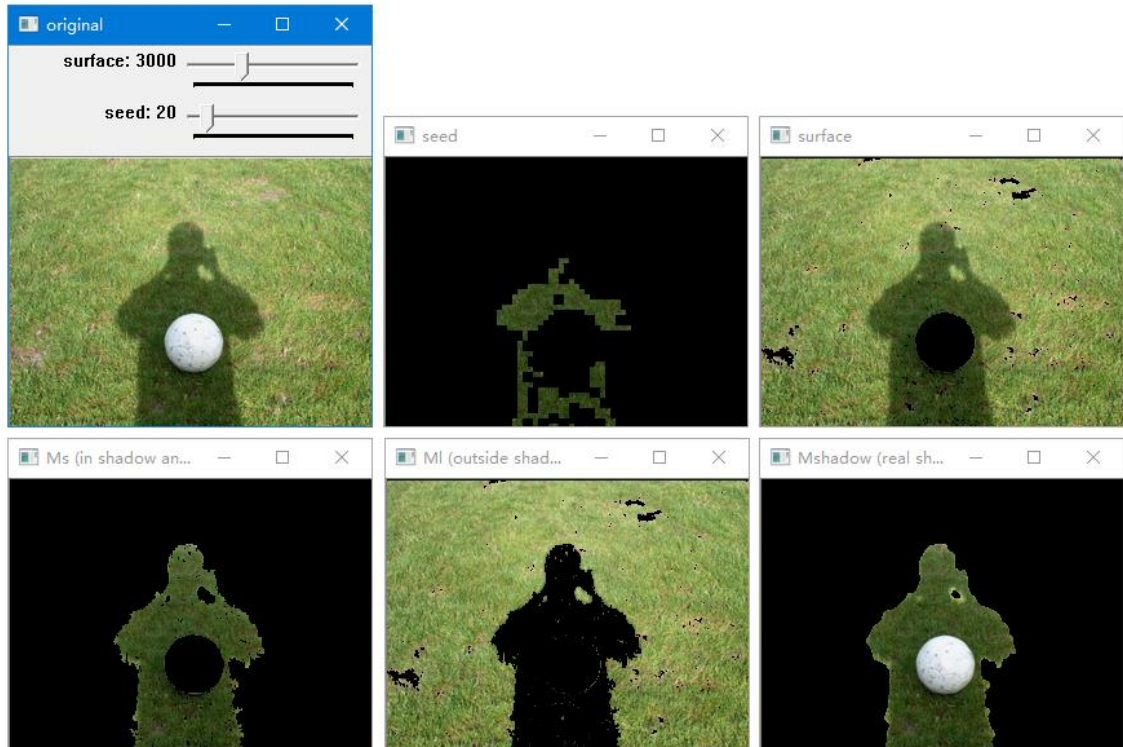 original
surface: 3000
seed: 20
seed
surface
Ms (in shadow an...
Ml (outside shad...
Mshadow (real sh...